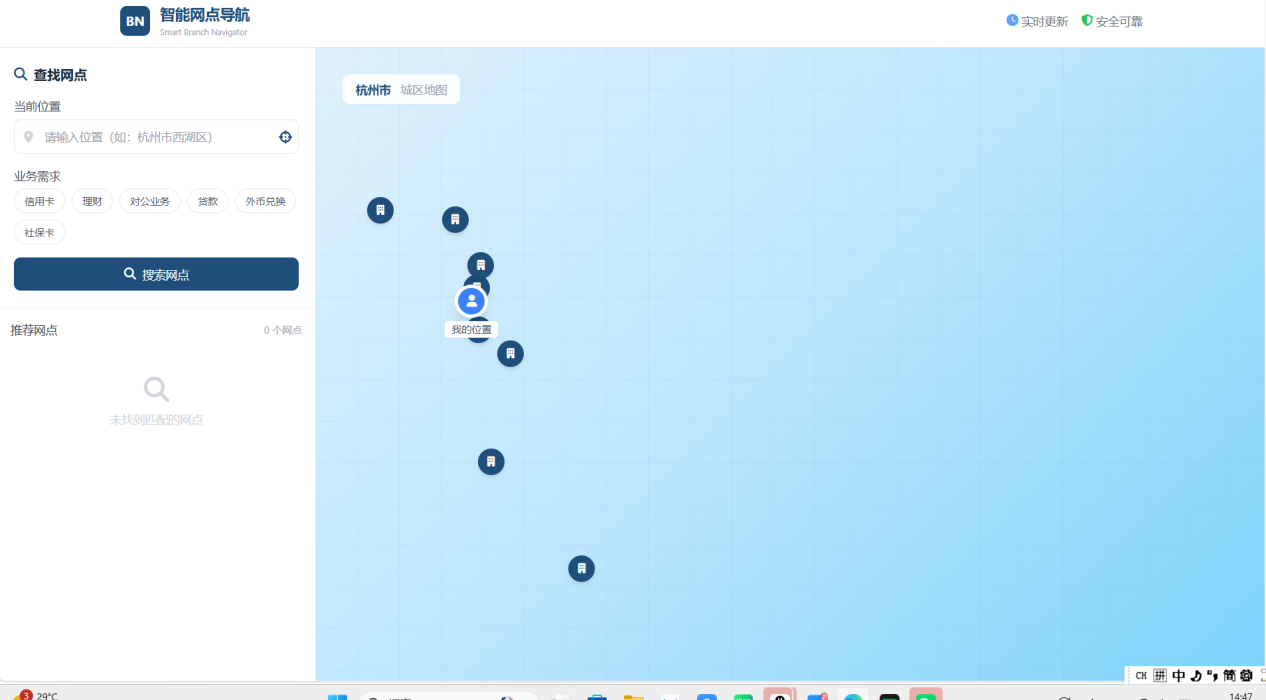 BN
智能网点导航
Smart Branch Navigator
实时更新
安全可靠
查找网点
当前位置
请输入位置（如：杭州市西湖区）
业务需求
信用卡
理财
对公业务
贷款
外币兑换
社保卡
搜索网点
推荐网点
0 个网点
未找到匹配的网点
杭州市 城区地图
我的位置
CH 拼 中 简
3
29°C
14:47